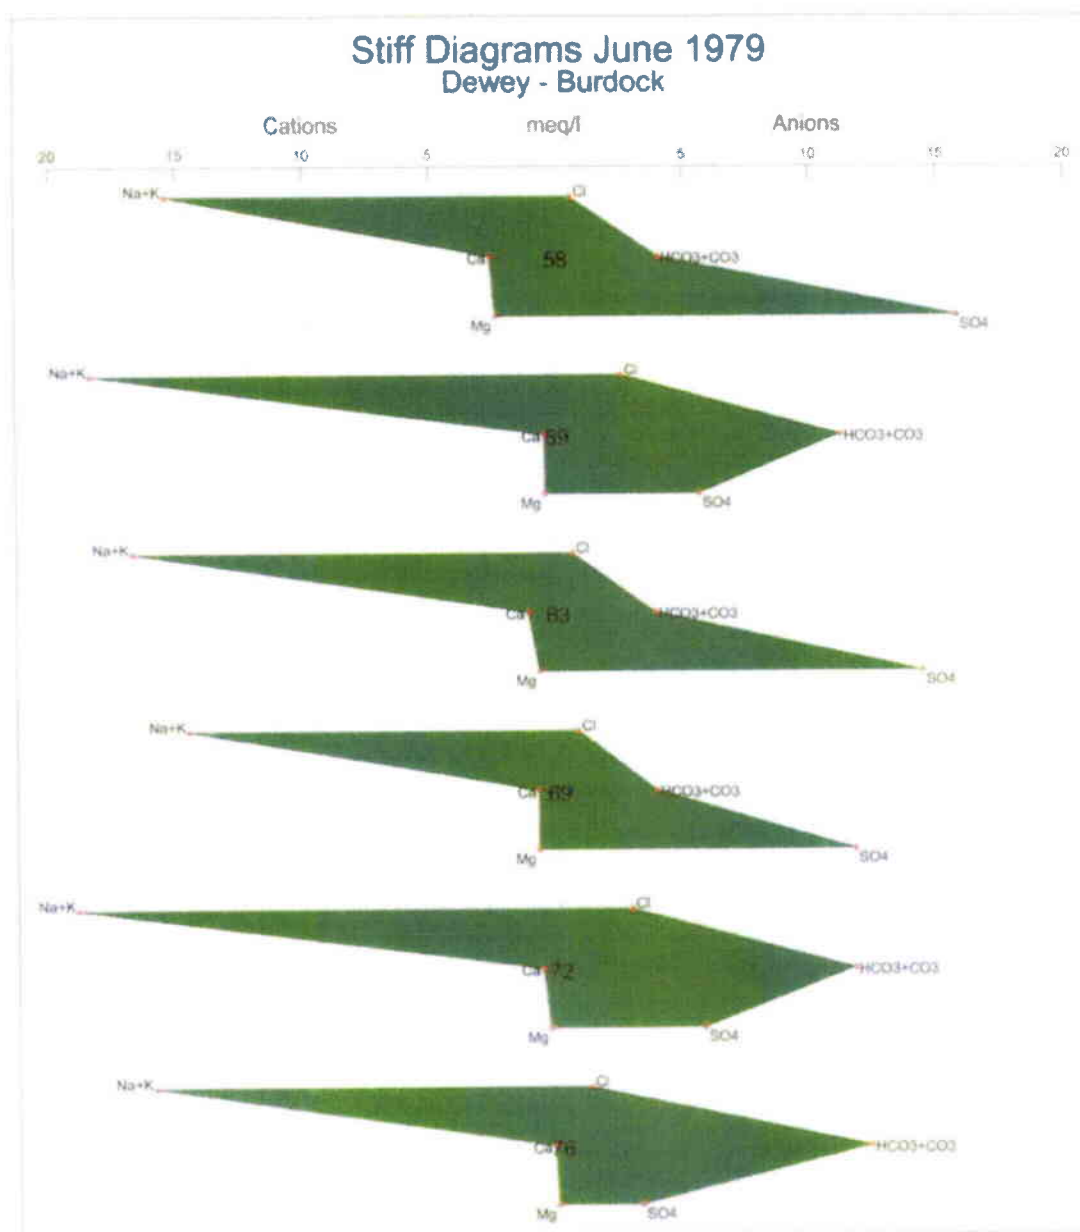 Stiff Diagrams June 1979
Dewey - Burdock
Cations meq/l Anions
20 15 10 5 5 10 15 20
Na+K Cl
Ca 58 HCO3+CO3
Mg SO4
Na+K Cl
Ca 59 HCO3+CO3
Mg SO4
Na+K Cl
Ca 63 HCO3+CO3
Mg SO4
Na+K Cl
Ca 69 HCO3+CO3
Mg SO4
Na+K Cl
Ca 72 HCO3+CO3
Mg SO4
Na+K Cl
Ca 76 HCO3+CO3
Mg SO4